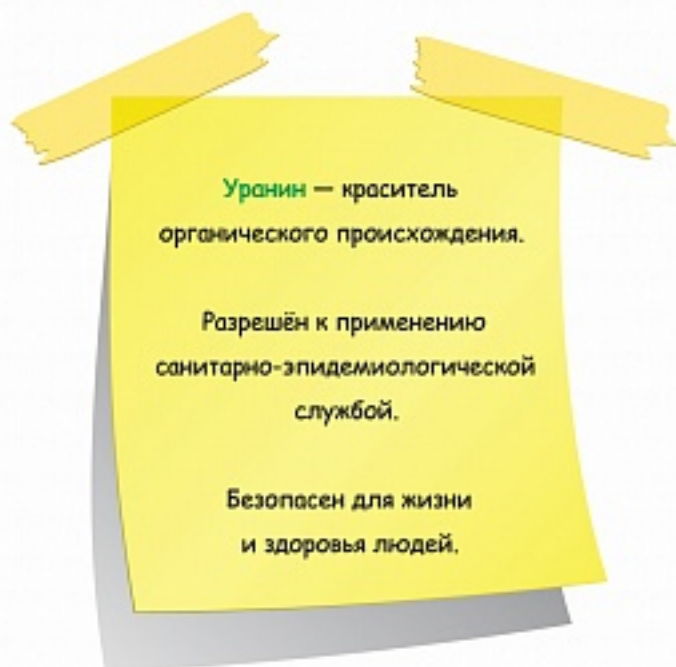 Уранин — краситель
органического происхождения.
Разрешён к применению
санитарно-эпидемиологической
службой.
Безопасен для жизни
и здоровья людей.